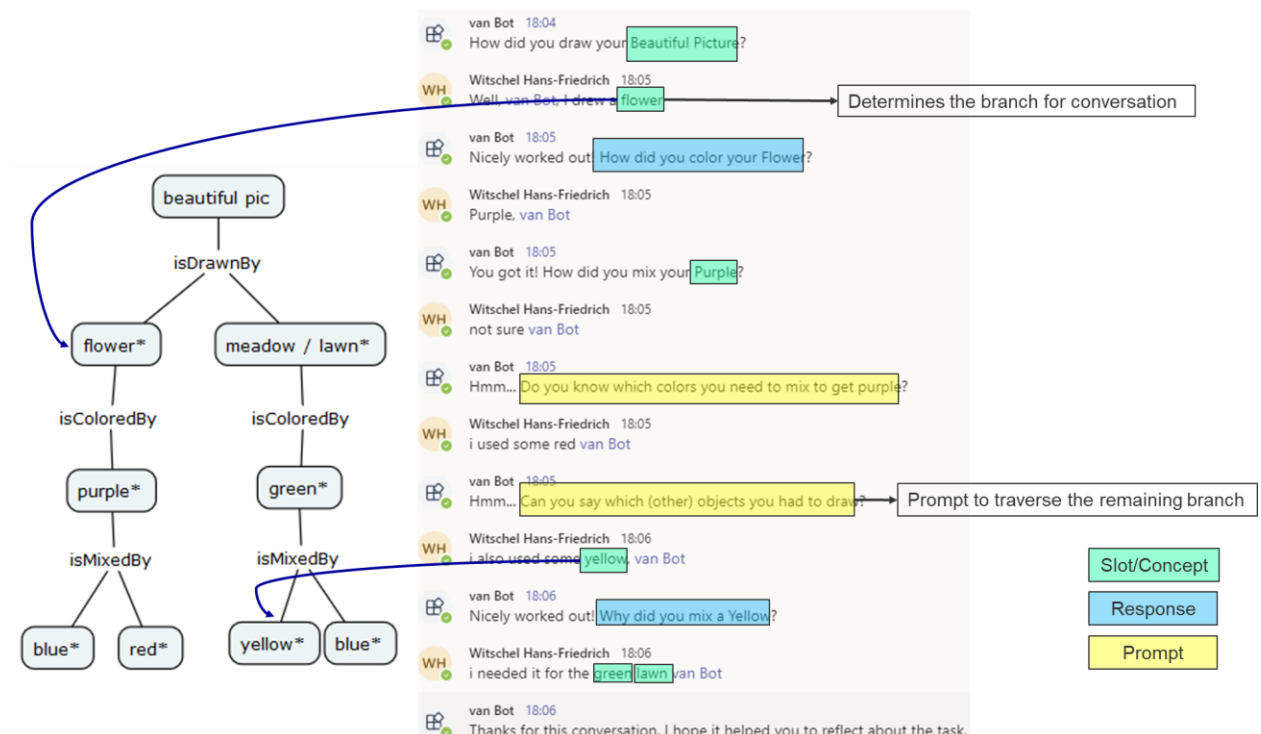 van Bot 18:04
How did you draw your Beautiful Picture?
WH
Witschel Hans-Friedrich 18:05
Well, van Bot, I drew a flower
Determines the branch for conversation
van Bot 18:05
Nicely worked out! How did you color your Flower?
WH
Witschel Hans-Friedrich 18:05
Purple, van Bot
van Bot 18:05
You got it! How did you mix your Purple?
WH
Witschel Hans-Friedrich 18:05
not sure van Bot
van Bot 18:05
Hmm... Do you know which colors you need to mix to get purple?
WH
Witschel Hans-Friedrich 18:05
i used some red van Bot
van Bot 18:05
Hmm... Can you say which (other) objects you had to draw?
Prompt to traverse the remaining branch
WH
Witschel Hans-Friedrich 18:06
i also used some yellow, van Bot
van Bot 18:06
Nicely worked out! Why did you mix a Yellow?
WH
Witschel Hans-Friedrich 18:06
i needed it for the green lawn van Bot
van Bot 18:06
Thanks for this conversation. I hope it helped you to reflect about the task.
beautiful pic
isDrawnBy
flower* meadow / lawn*
isColoredBy isColoredBy
purple* green*
isMixedBy isMixedBy
blue* red* yellow* blue*
Slot/Concept
Response
Prompt